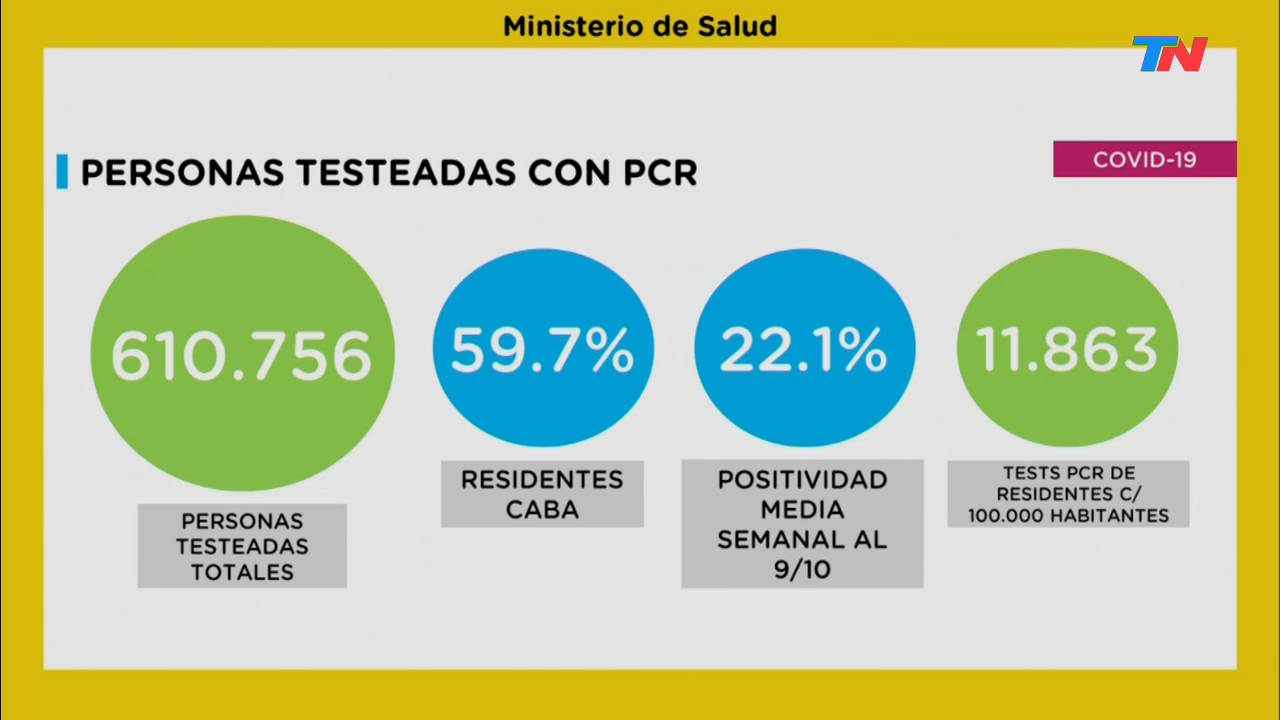 Ministerio de Salud
TN
PERSONAS TESTEADAS CON PCR
COVID-19
610.756
PERSONAS
TESTEADAS
TOTALES
59.7%
RESIDENTES
CABA
22.1%
POSITIVIDAD
MEDIA
SEMANAL AL
9/10
11.863
TESTS PCR DE
RESIDENTES C/
100.000 HABITANTES